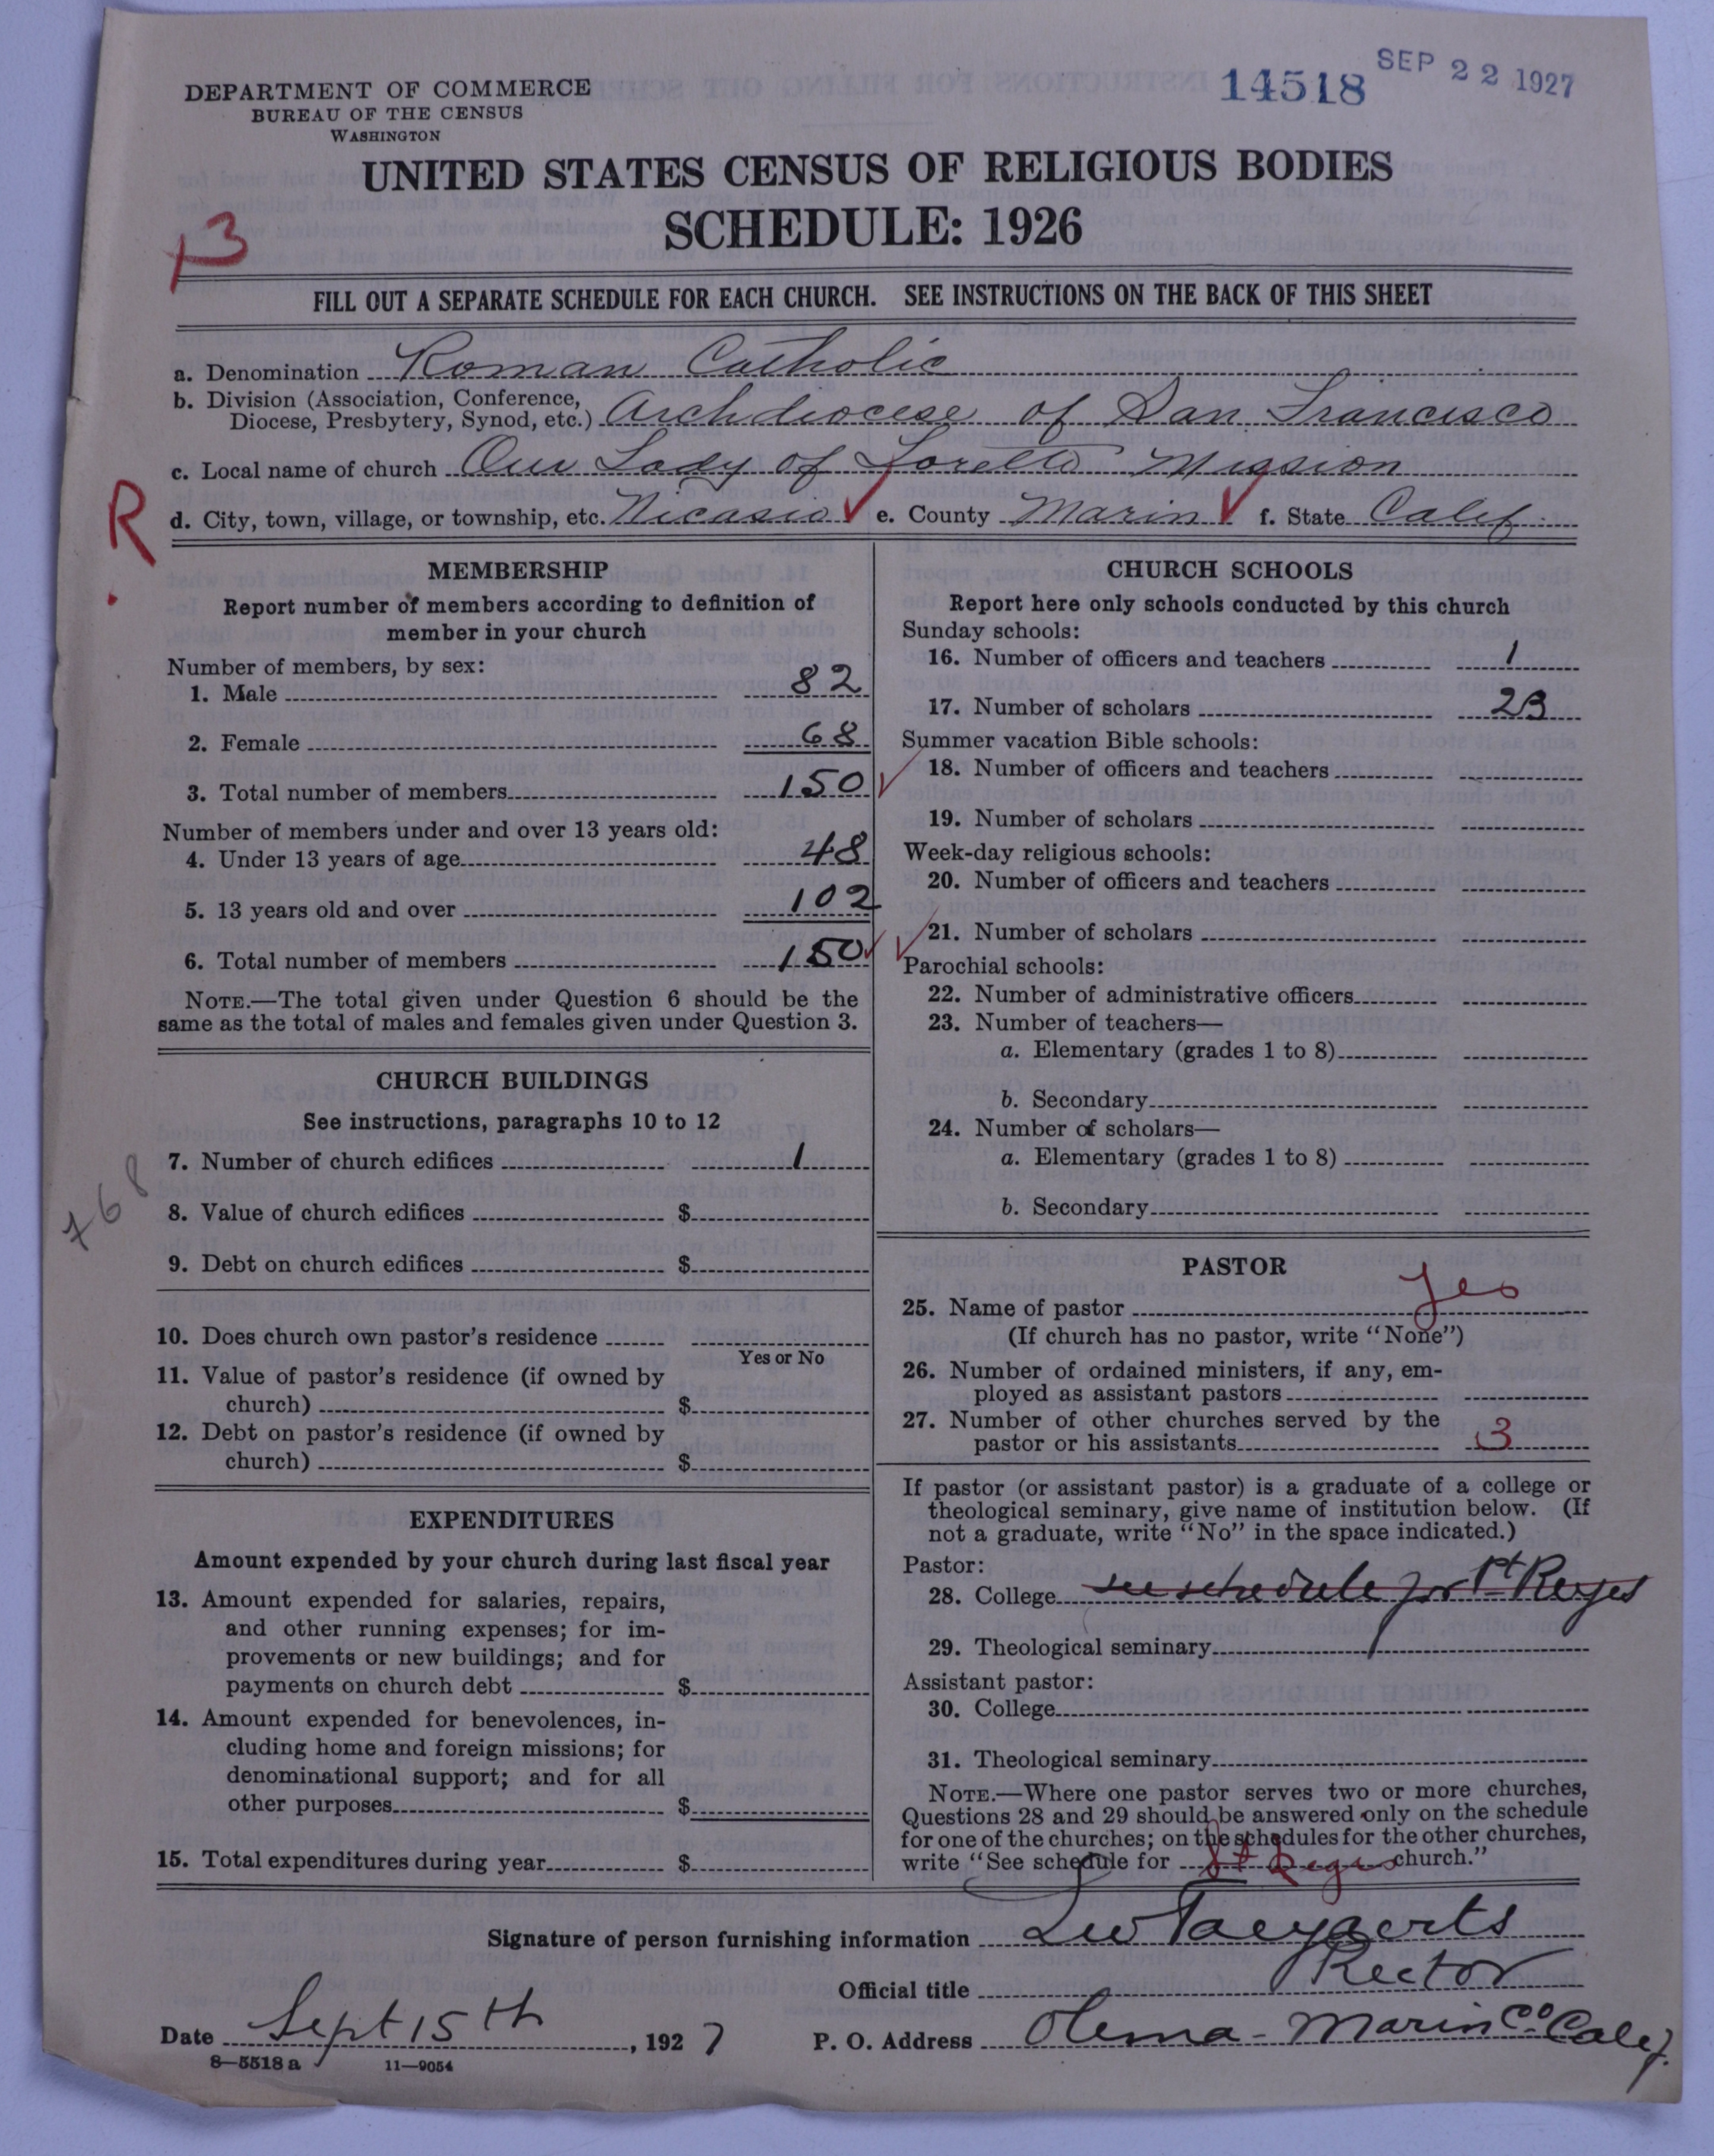 14518 SEP 22 1927
DEPARTMENT OF COMMERCE
BUREAU OF THE CENSUS
WASHINGTON
UNITED STATES CENSUS OF RELIGIOUS BODIES
SCHEDULE: 1926
13
FILL OUT A SEPARATE SCHEDULE FOR EACH CHURCH. SEE INSTRUCTIONS ON THE BACK OF THIS SHEET
a. Denomination Roman Catholic
b. Division (Association, Conference,
Diocese, Presbytery, Synod, etc.) Archdiocese of San Francisco
c. Local name of church Our Lady of Loretto Mission
R
d. City, town, village, or township, etc. Nicasio e. County Marin f. State Calif.
MEMBERSHIP
Report number of members according to definition of
member in your church
Number of members, by sex:
1. Male 82
2. Female 68
3. Total number of members 150
Number of members under and over 13 years old:
4. Under 13 years of age 48
5. 13 years old and over 102
6. Total number of members 150
NOTE.—The total given under Question 6 should be the
same as the total of males and females given under Question 3.
CHURCH BUILDINGS
See instructions, paragraphs 10 to 12
7. Number of church edifices 1
768
8. Value of church edifices $
9. Debt on church edifices $
10. Does church own pastor's residence
Yes or No
11. Value of pastor's residence (if owned by
church) $
12. Debt on pastor's residence (if owned by
church) $
EXPENDITURES
Amount expended by your church during last fiscal year
13. Amount expended for salaries, repairs,
and other running expenses; for im-
provements or new buildings; and for
payments on church debt $
14. Amount expended for benevolences, in-
cluding home and foreign missions; for
denominational support; and for all
other purposes $
15. Total expenditures during year $
CHURCH SCHOOLS
Report here only schools conducted by this church
Sunday schools:
16. Number of officers and teachers 1
17. Number of scholars 23
Summer vacation Bible schools:
18. Number of officers and teachers
19. Number of scholars
Week-day religious schools:
20. Number of officers and teachers
21. Number of scholars
Parochial schools:
22. Number of administrative officers
23. Number of teachers—
a. Elementary (grades 1 to 8)
b. Secondary
24. Number of scholars—
a. Elementary (grades 1 to 8)
b. Secondary
PASTOR
25. Name of pastor Yes
(If church has no pastor, write "None")
26. Number of ordained ministers, if any, em-
ployed as assistant pastors
27. Number of other churches served by the
pastor or his assistants 3
If pastor (or assistant pastor) is a graduate of a college or
theological seminary, give name of institution below. (If
not a graduate, write "No" in the space indicated.)
Pastor:
28. College see schedule for Pt Reyes
29. Theological seminary
Assistant pastor:
30. College
31. Theological seminary
NOTE.—Where one pastor serves two or more churches,
Questions 28 and 29 should be answered only on the schedule
for one of the churches; on the schedules for the other churches,
write "See schedule for St church."
Signature of person furnishing information
Official title Rector
Date Sept 15th, 1927 P. O. Address Olema - Marin Co Calif.
8—5518 a 11—9054